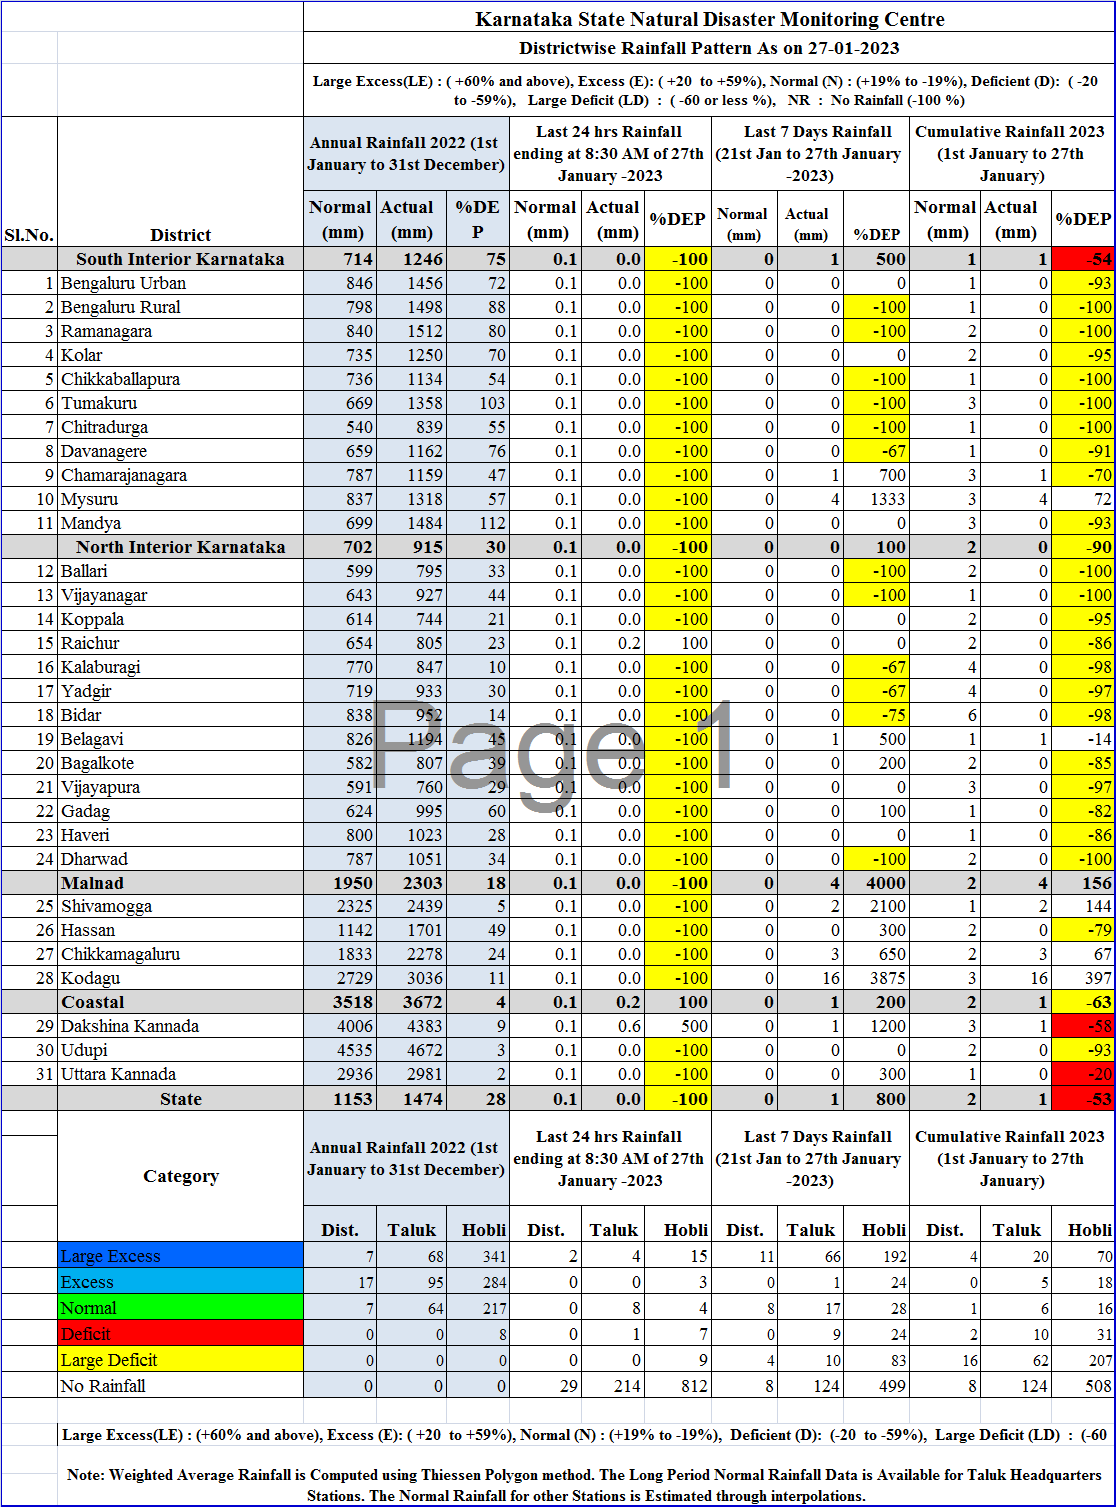 Karnataka State Natural Disaster Monitoring Centre
Districtwise Rainfall Pattern As on 27-01-2023
Large Excess(LE) : ( +60% and above), Excess (E): ( +20 to +59%), Normal (N) : (+19% to -19%), Deficient (D): ( -20
to -59%), Large Deficit (LD) : ( -60 or less %), NR : No Rainfall (-100 %)
Sl.No. District Annual Rainfall 2022 (1st January to 31st December) Last 24 hrs Rainfall ending at 8:30 AM of 27th January -2023 Last 7 Days Rainfall (21st Jan to 27th January -2023) Cumulative Rainfall 2023 (1st January to 27th January)
Normal (mm) Actual (mm) %DEP Normal (mm) Actual (mm) %DEP Normal (mm) Actual (mm) %DEP Normal (mm) Actual (mm) %DEP
South Interior Karnataka 714 1246 75 0.1 0.0 -100 0 1 500 1 1 -54
1 Bengaluru Urban 846 1456 72 0.1 0.0 -100 0 0 0 1 0 -93
2 Bengaluru Rural 798 1498 88 0.1 0.0 -100 0 0 -100 1 0 -100
3 Ramanagara 840 1512 80 0.1 0.0 -100 0 0 -100 2 0 -100
4 Kolar 735 1250 70 0.1 0.0 -100 0 0 0 2 0 -95
5 Chikkaballapura 736 1134 54 0.1 0.0 -100 0 0 -100 1 0 -100
6 Tumakuru 669 1358 103 0.1 0.0 -100 0 0 -100 3 0 -100
7 Chitradurga 540 839 55 0.1 0.0 -100 0 0 -100 1 0 -100
8 Davanagere 659 1162 76 0.1 0.0 -100 0 0 -67 1 0 -91
9 Chamarajanagara 787 1159 47 0.1 0.0 -100 0 1 700 3 1 -70
10 Mysuru 837 1318 57 0.1 0.0 -100 0 4 1333 3 4 72
11 Mandya 699 1484 112 0.1 0.0 -100 0 0 0 3 0 -93
North Interior Karnataka 702 915 30 0.1 0.0 -100 0 0 100 2 0 -90
12 Ballari 599 795 33 0.1 0.0 -100 0 0 -100 2 0 -100
13 Vijayanagar 643 927 44 0.1 0.0 -100 0 0 -100 1 0 -100
14 Koppala 614 744 21 0.1 0.0 -100 0 0 0 2 0 -95
15 Raichur 654 805 23 0.1 0.2 100 0 0 0 2 0 -86
16 Kalaburagi 770 847 10 0.1 0.0 -100 0 0 -67 4 0 -98
17 Yadgir 719 933 30 0.1 0.0 -100 0 0 -67 4 0 -97
18 Bidar 838 952 14 0.1 0.0 -100 0 0 -75 6 0 -98
19 Belagavi 826 1194 45 0.1 0.0 -100 0 1 500 1 1 -14
20 Bagalkote 582 807 39 0.1 0.0 -100 0 0 200 2 0 -85
21 Vijayapura 591 760 29 0.1 0.0 -100 0 0 0 3 0 -97
22 Gadag 624 995 60 0.1 0.0 -100 0 0 100 1 0 -82
23 Haveri 800 1023 28 0.1 0.0 -100 0 0 0 1 0 -86
24 Dharwad 787 1051 34 0.1 0.0 -100 0 0 -100 2 0 -100
Malnad 1950 2303 18 0.1 0.0 -100 0 4 4000 2 4 156
25 Shivamogga 2325 2439 5 0.1 0.0 -100 0 2 2100 1 2 144
26 Hassan 1142 1701 49 0.1 0.0 -100 0 0 300 2 0 -79
27 Chikkamagaluru 1833 2278 24 0.1 0.0 -100 0 3 650 2 3 67
28 Kodagu 2729 3036 11 0.1 0.0 -100 0 16 3875 3 16 397
Coastal 3518 3672 4 0.1 0.2 100 0 1 200 2 1 -63
29 Dakshina Kannada 4006 4383 9 0.1 0.6 500 0 1 1200 3 1 -58
30 Udupi 4535 4672 3 0.1 0.0 -100 0 0 0 2 0 -93
31 Uttara Kannada 2936 2981 2 0.1 0.0 -100 0 0 300 1 0 -20
State 1153 1474 28 0.1 0.0 -100 0 1 800 2 1 -53
Page 1
Category Annual Rainfall 2022 (1st January to 31st December) Last 24 hrs Rainfall ending at 8:30 AM of 27th January -2023 Last 7 Days Rainfall (21st Jan to 27th January -2023) Cumulative Rainfall 2023 (1st January to 27th January)
Dist. Taluk Hobli Dist. Taluk Hobli Dist. Taluk Hobli Dist. Taluk Hobli
Large Excess 7 68 341 2 4 15 11 66 192 4 20 70
Excess 17 95 284 0 0 3 0 1 24 0 5 18
Normal 7 64 217 0 8 4 8 17 28 1 6 16
Deficit 0 0 8 0 1 7 0 9 24 2 10 31
Large Deficit 0 0 0 0 0 9 4 10 83 16 62 207
No Rainfall 0 0 0 29 214 812 8 124 499 8 124 508
Large Excess(LE) : (+60% and above), Excess (E): ( +20 to +59%), Normal (N) : (+19% to -19%), Deficient (D): (-20 to -59%), Large Deficit (LD) : (-60
Note: Weighted Average Rainfall is Computed using Thiessen Polygon method. The Long Period Normal Rainfall Data is Available for Taluk Headquarters
Stations. The Normal Rainfall for other Stations is Estimated through interpolations.